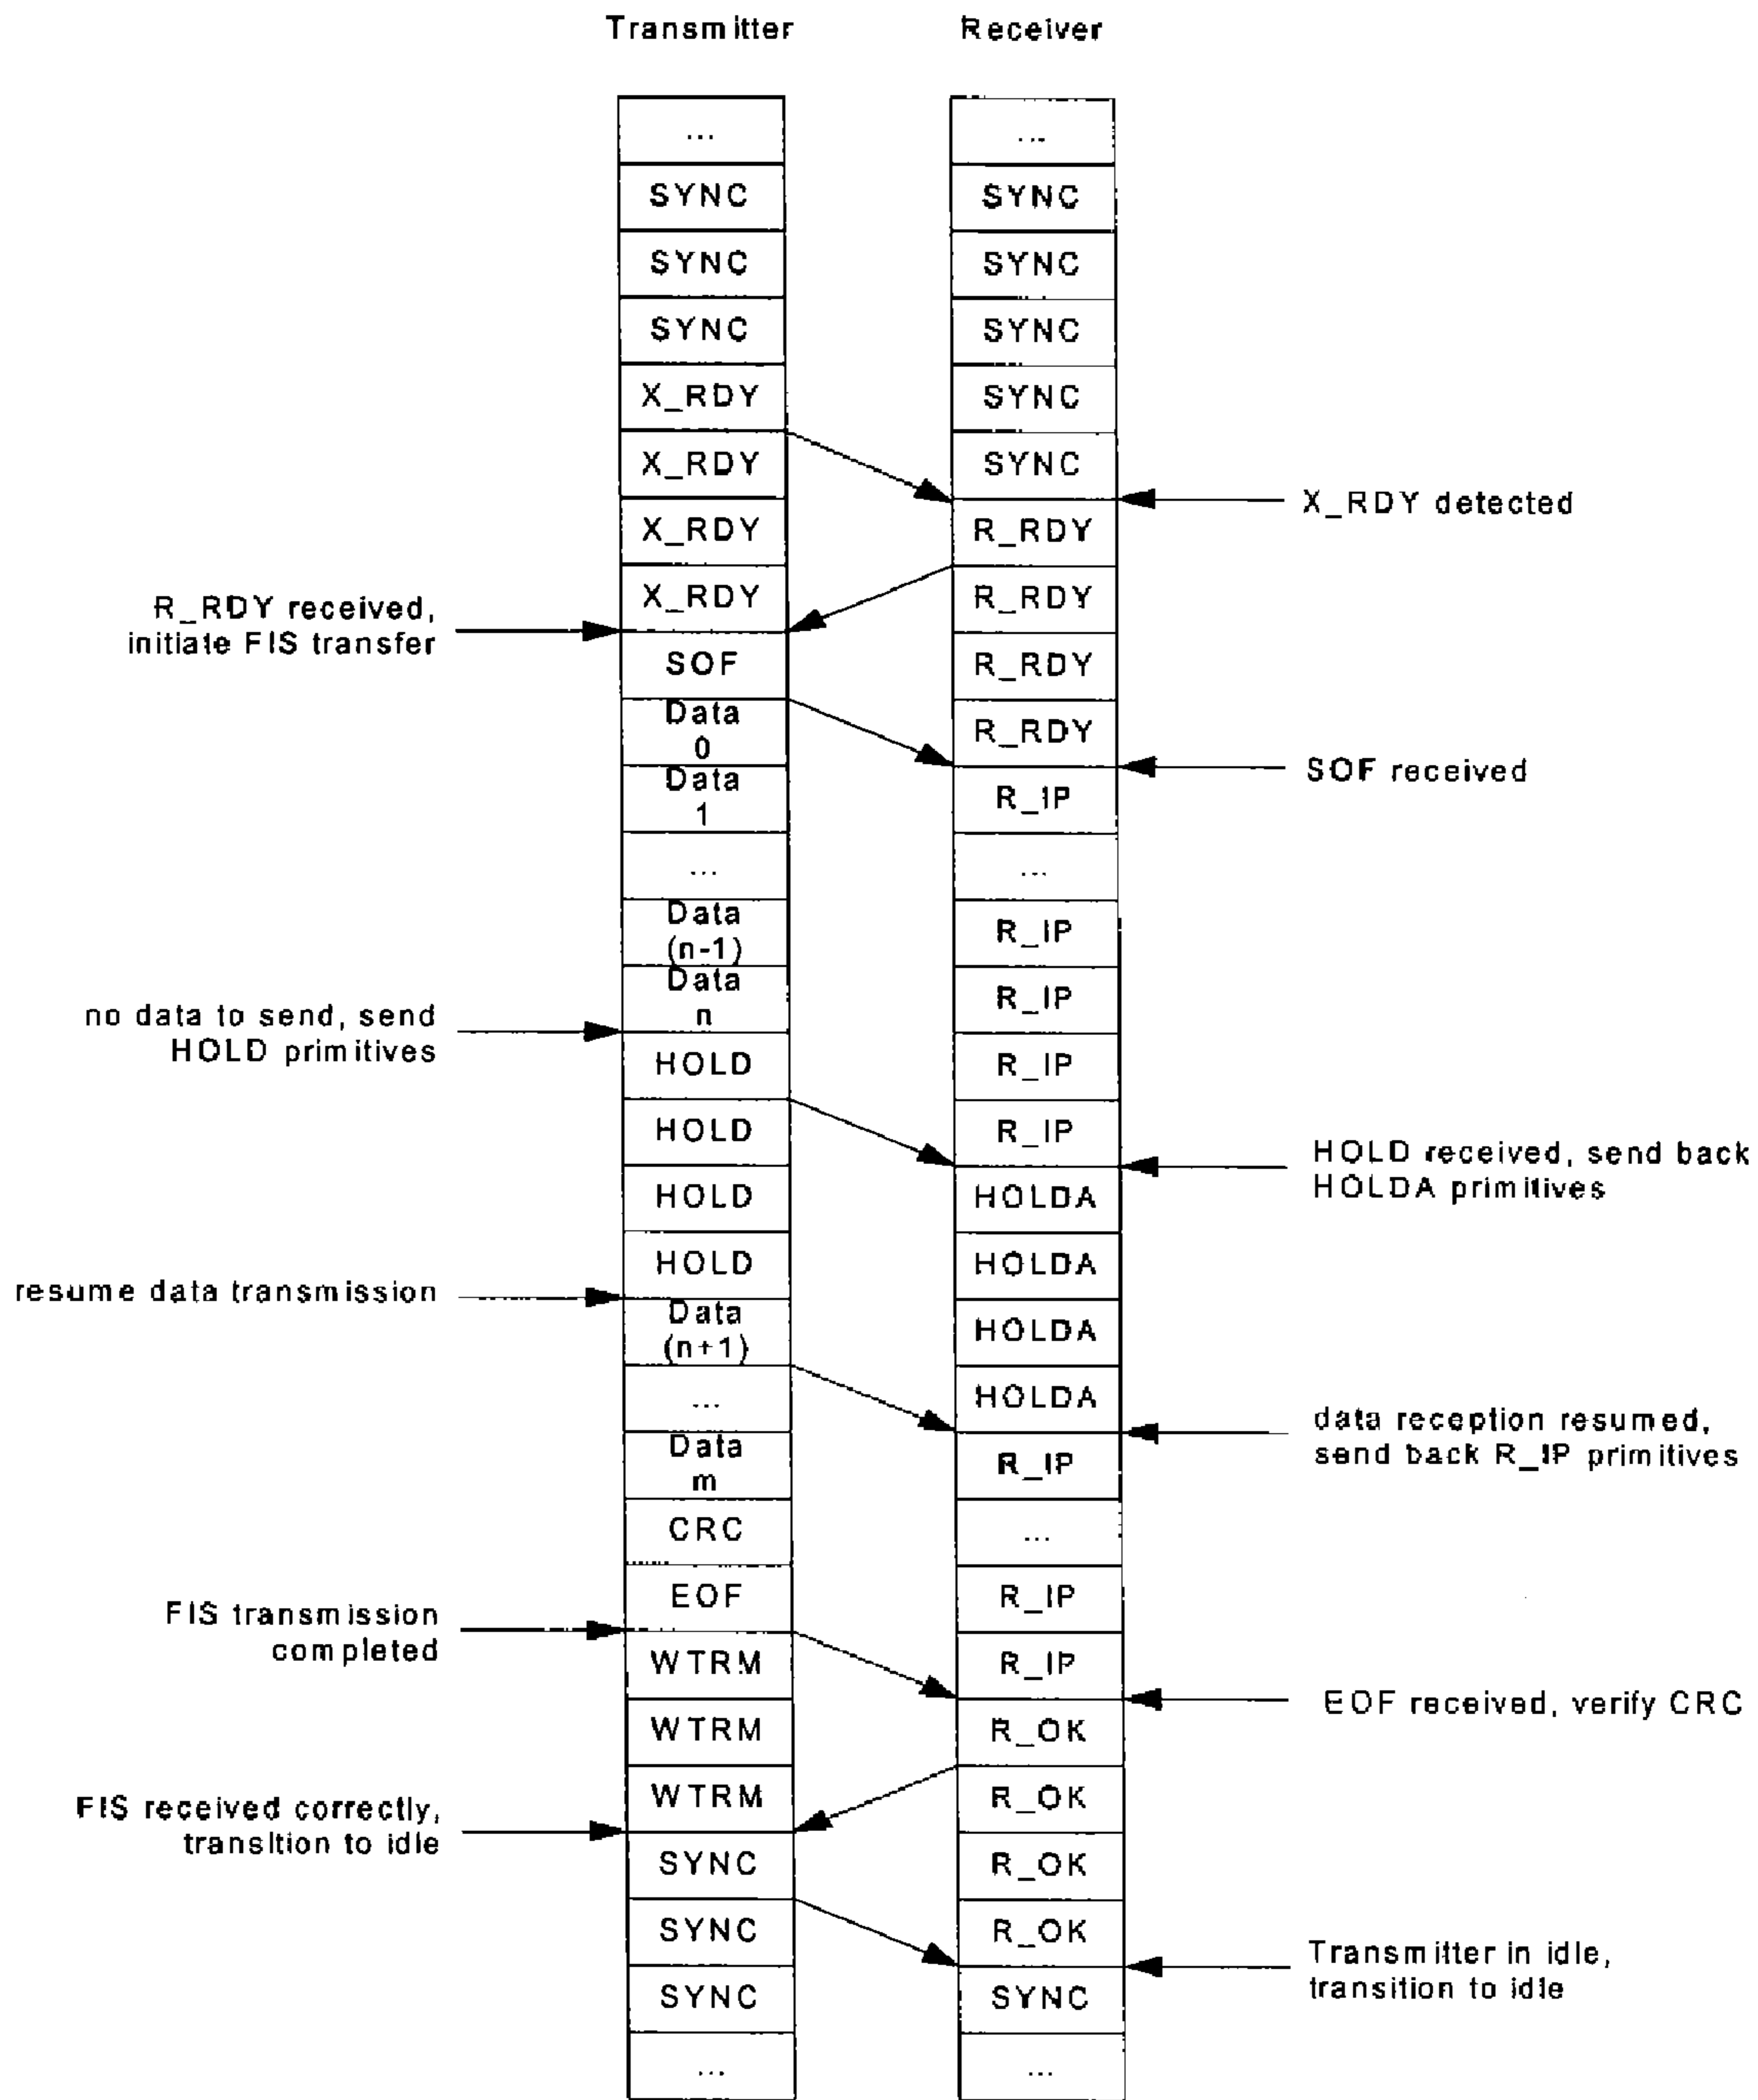 Transmitter
Receiver
...
...
SYNC
SYNC
SYNC
SYNC
SYNC
SYNC
X_RDY
SYNC
X_RDY
SYNC
X_RDY detected
X_RDY
R_RDY
R_RDY received,
initiate FIS transfer
X_RDY
R_RDY
SOF
R_RDY
Data
0
R_RDY
SOF received
Data
1
R_IP
...
...
Data
(n-1)
R_IP
Data
n
R_IP
no data to send, send
HOLD primitives
HOLD
R_IP
HOLD
R_IP
HOLD received, send back
HOLDA primitives
HOLD
HOLDA
HOLD
HOLDA
resume data transmission
Data
(n+1)
HOLDA
...
HOLDA
data reception resumed,
send back R_IP primitives
Data
m
R_IP
CRC
...
EOF
R_IP
FIS transmission
completed
WTRM
R_IP
EOF received, verify CRC
WTRM
R_OK
WTRM
R_OK
FIS received correctly,
transition to idle
SYNC
R_OK
SYNC
R_OK
Transmitter in idle,
transition to idle
SYNC
SYNC
...
...